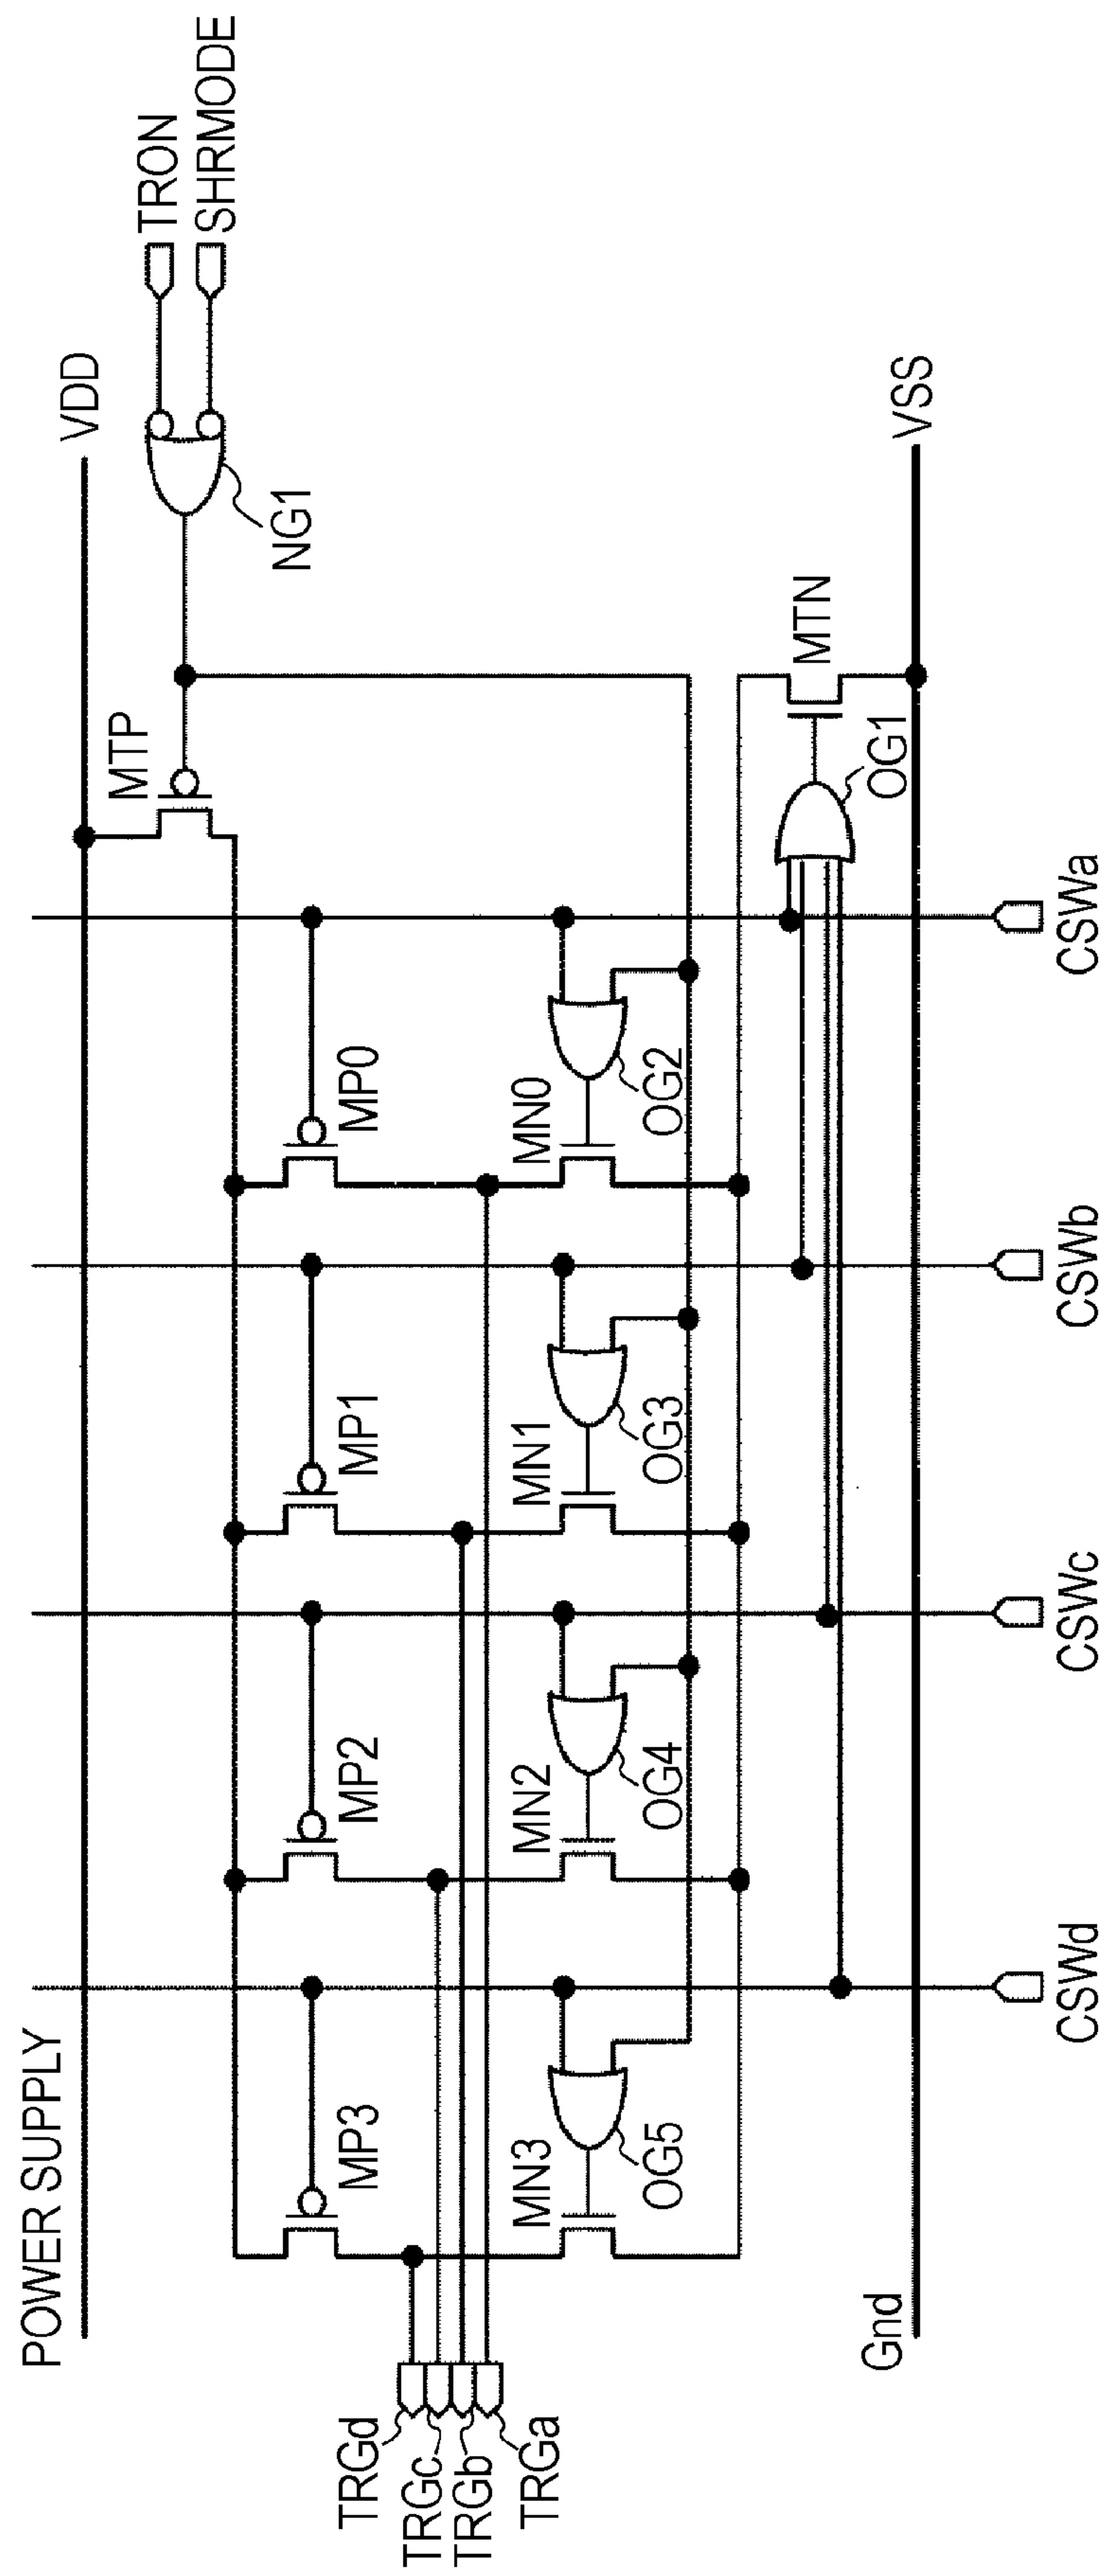 POWER SUPPLY
VDD
TRON
SHRMODE
NG1
MTP
MP3
MP2
MP1
MP0
TRGd
TRGc
TRGb
TRGa
MN3
MN2
MN1
MN0
OG5
OG4
OG3
OG2
MTN
OG1
Gnd
VSS
CSWd
CSWc
CSWb
CSWa